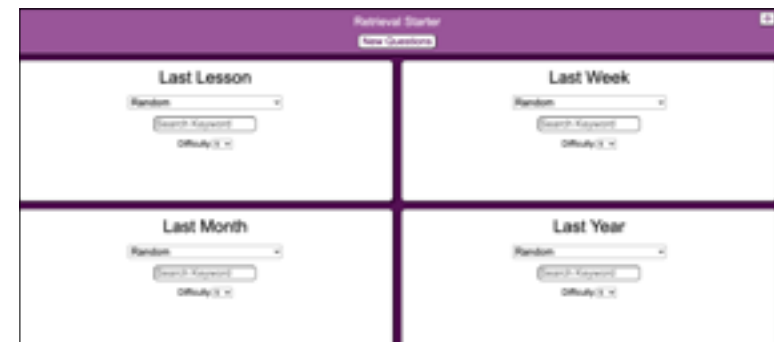 Retrieval Starter
New Questions
Last Lesson
Random
Search Keyword
Difficulty
Last Week
Random
Search Keyword
Difficulty
Last Month
Random
Search Keyword
Difficulty
Last Year
Random
Search Keyword
Difficulty